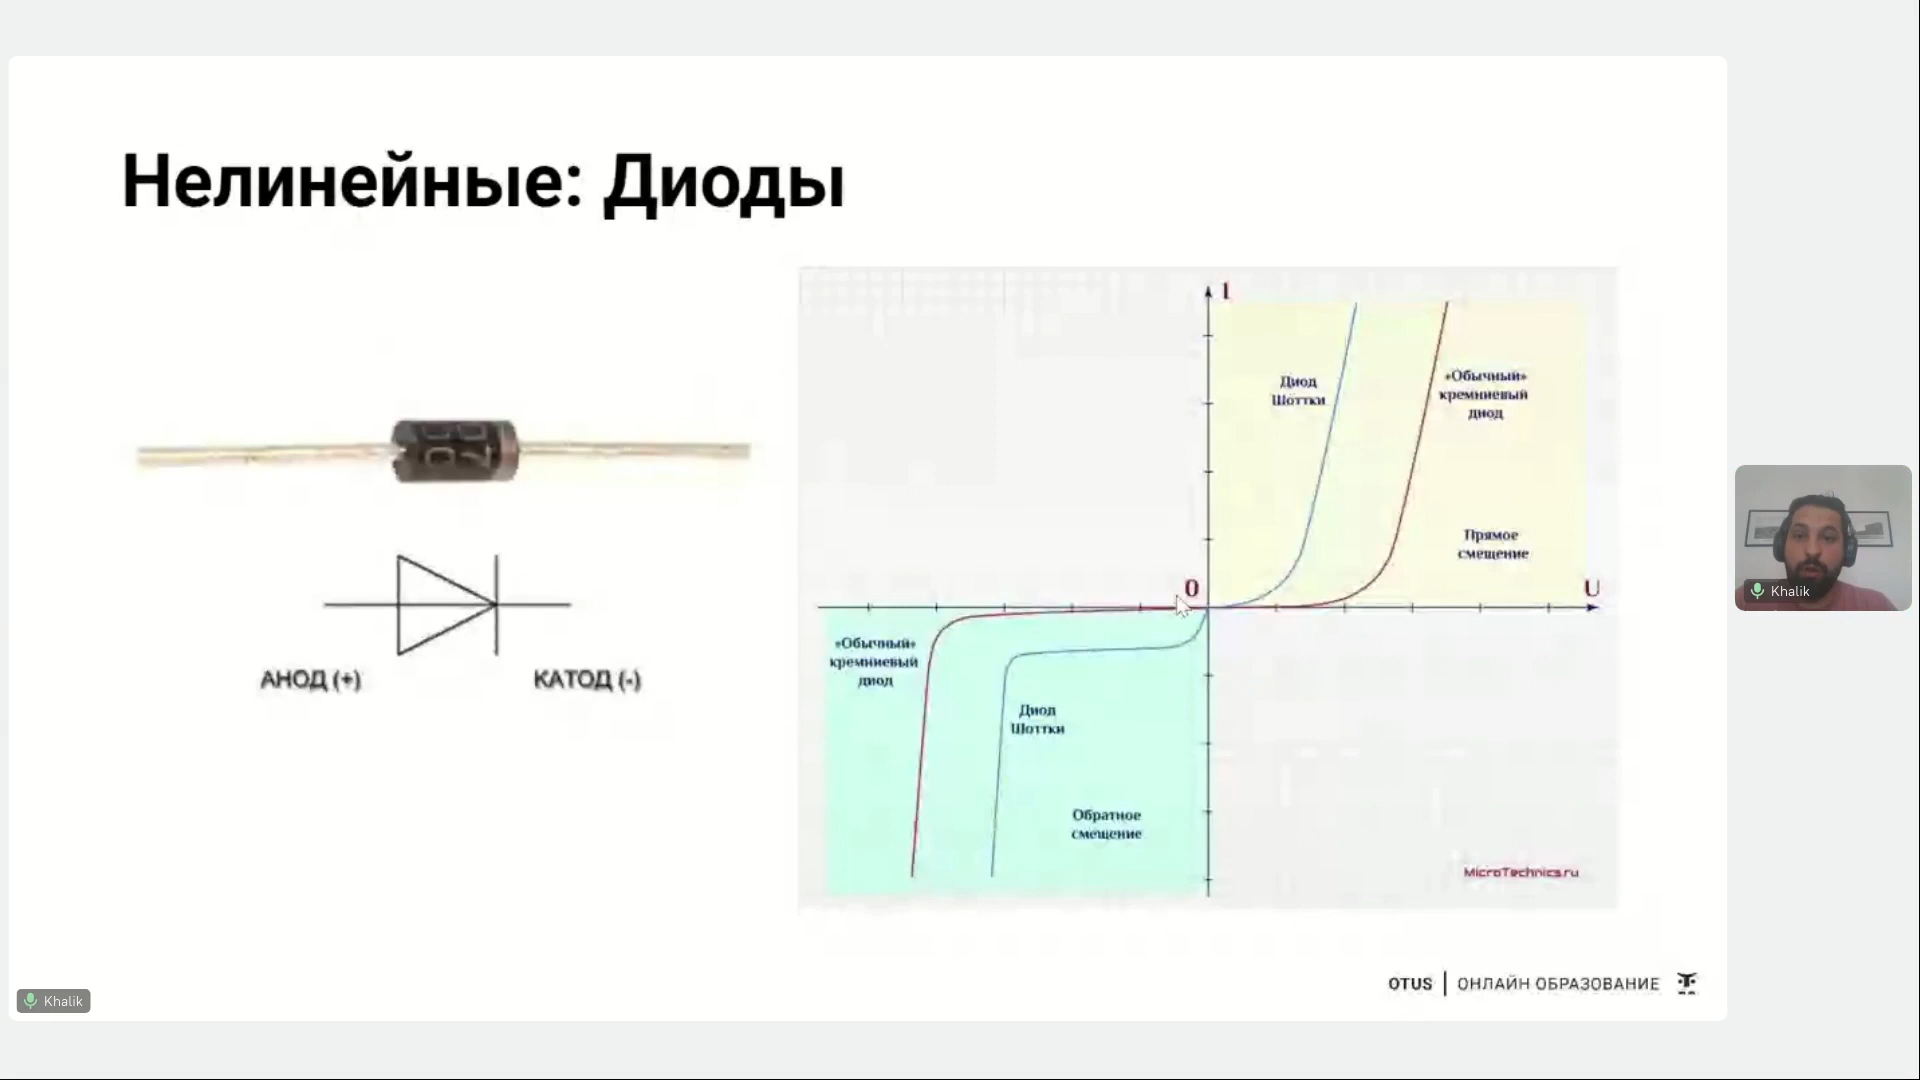 Нелинейные: Диоды
I
Диод
Шоттки
«Обычный»
кремниевый
диод
Прямое
смещение
0
U
АНОД (+)
КАТОД (-)
«Обычный»
кремниевый
диод
Диод
Шоттки
Обратное
смещение
MicroTechnics.ru
Khalik
OTUS | ОНЛАЙН ОБРАЗОВАНИЕ
Khalik